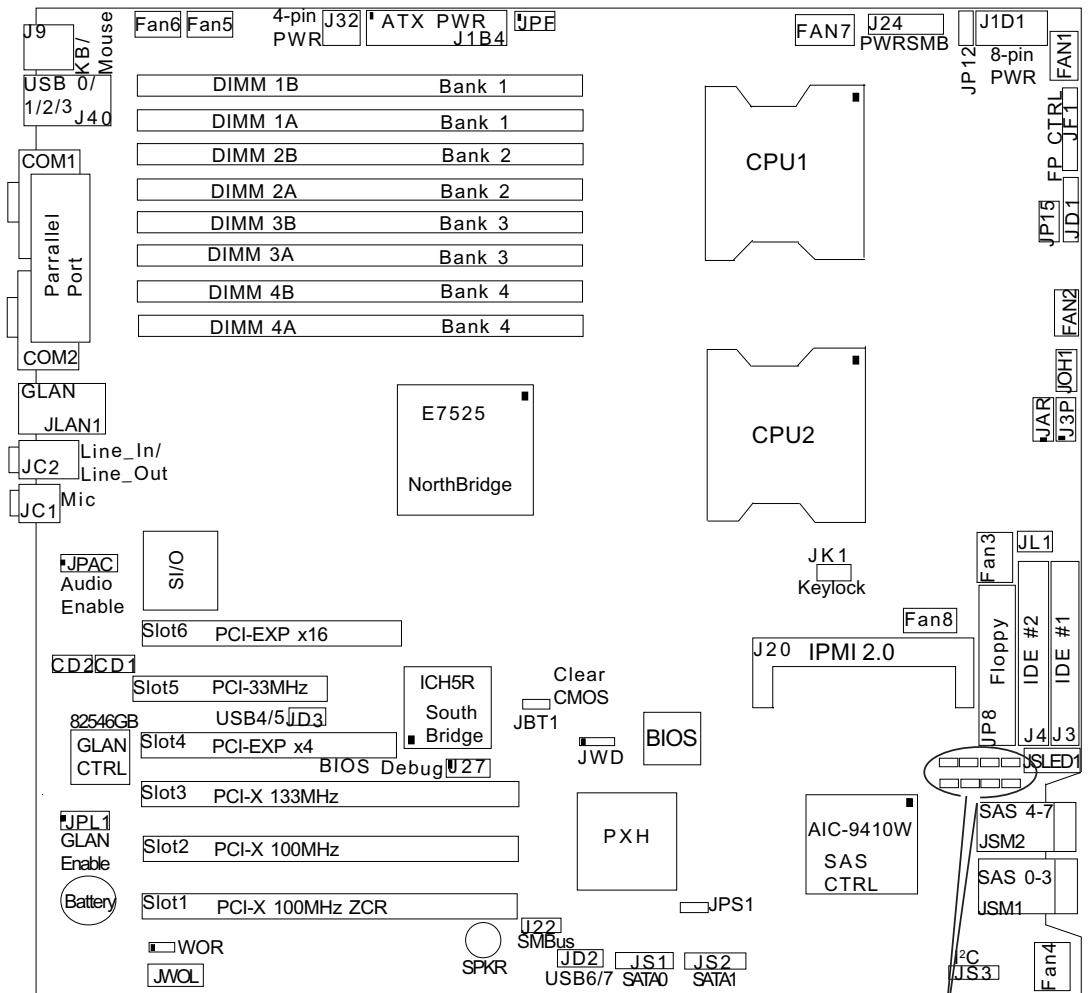 J9
KB/
Mouse
Fan6
Fan5
4-pin
PWR
J32
ATX PWR
J1B4
JPF
FAN7
J24
PWRSMB
JP12
J1D1
8-pin
PWR
FAN1
USB 0/
1/2/3
J40
DIMM 1B Bank 1
DIMM 1A Bank 1
DIMM 2B Bank 2
DIMM 2A Bank 2
DIMM 3B Bank 3
DIMM 3A Bank 3
DIMM 4B Bank 4
DIMM 4A Bank 4
CPU1
FP CTRL
JF1
JP15
JD1
COM1
Parrallel
Port
COM2
FAN2
JOH1
JAR
J3P
GLAN
JLAN1
E7525
NorthBridge
CPU2
JC2
Line_In/
Line_Out
JC1
Mic
JPAC
Audio
Enable
SI/O
JK1
Keylock
Fan3
JL1
Fan8
Slot6 PCI-EXP x16
J20 IPMI 2.0
Floppy
JP8
IDE #2
J4
IDE #1
J3
CD2
CD1
Slot5 PCI-33MHz
ICH5R
South
Bridge
Clear
CMOS
JBT1
82546GB
GLAN
CTRL
USB4/5
JD3
Slot4 PCI-EXP x4
JWD
BIOS
BIOS Debug
J27
JSLED1
Slot3 PCI-X 133MHz
JPL1
GLAN
Enable
PXH
AIC-9410W
SAS
CTRL
SAS 4-7
JSM2
Slot2 PCI-X 100MHz
SAS 0-3
JSM1
Battery
Slot1 PCI-X 100MHz ZCR
JPS1
WOR
JWOL
SPKR
J22
SMBus
JD2
USB6/7
JS1
SATA0
JS2
SATA1
I²C
JS3
Fan4